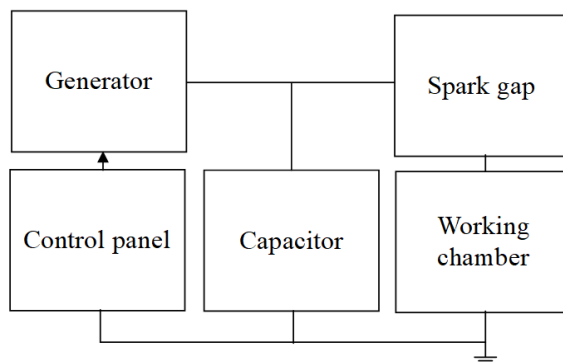 Generator
Spark gap
Control panel
Capacitor
Working
chamber